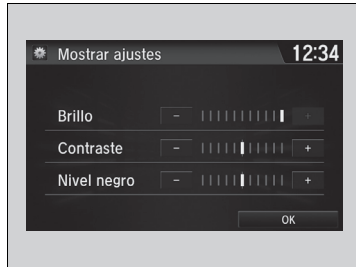 Mostrar ajustes 12:34
Brillo - +
Contraste - +
Nivel negro - +
OK